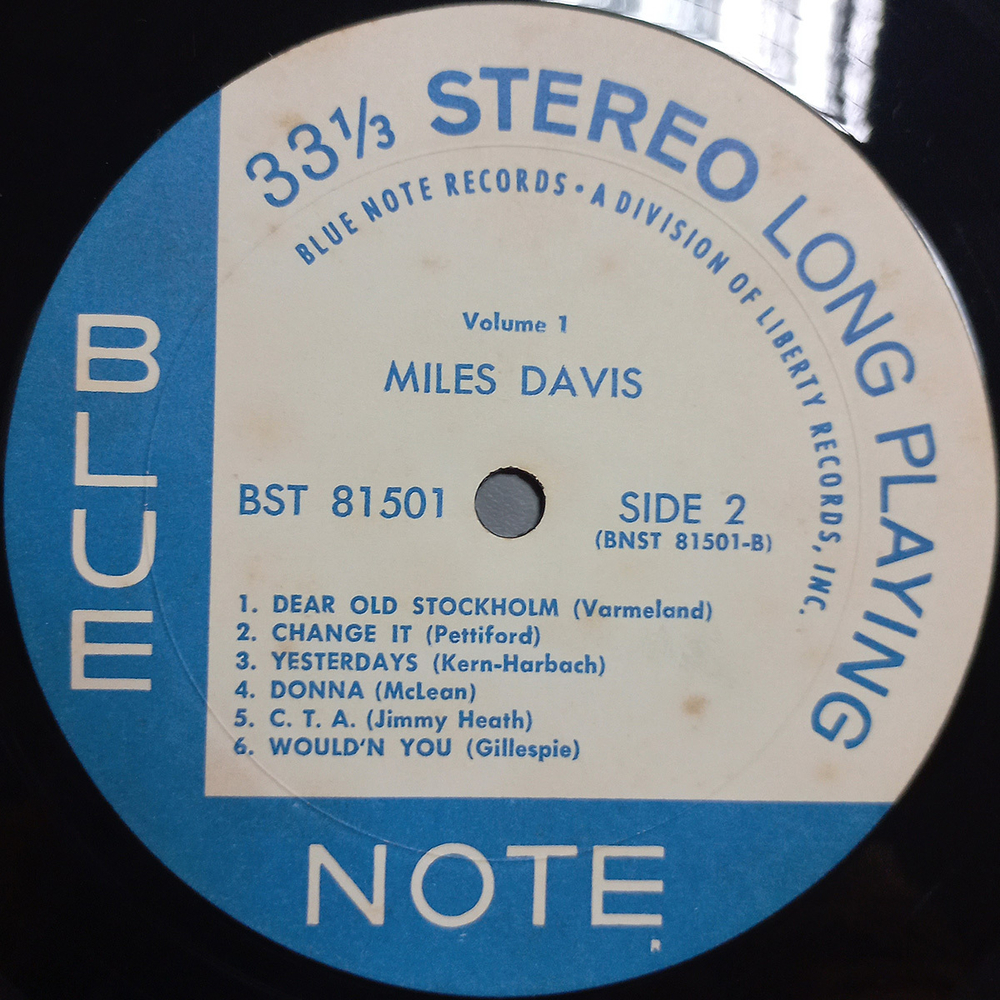 33⅓ STEREO LONG PLAYING
BLUE NOTE RECORDS • A DIVISION OF LIBERTY RECORDS, INC.
Volume 1
MILES DAVIS
BST 81501
SIDE 2
(BNST 81501-B)
1. DEAR OLD STOCKHOLM (Varmeland)
2. CHANGE IT (Pettiford)
3. YESTERDAYS (Kern-Harbach)
4. DONNA (McLean)
5. C. T. A. (Jimmy Heath)
6. WOULD'N YOU (Gillespie)
BLUE
NOTE
R